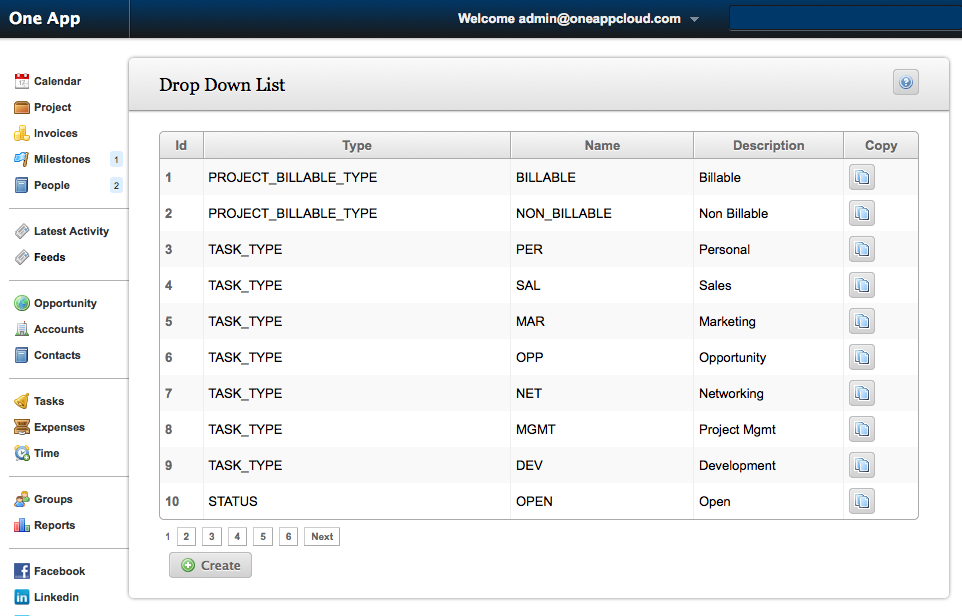 One App
Welcome admin@oneappcloud.com
Calendar
Project
Invoices
Milestones 1
People 2
Latest Activity
Feeds
Opportunity
Accounts
Contacts
Tasks
Expenses
Time
Groups
Reports
Facebook
Linkedin
Drop Down List
Id Type Name Description Copy
1 PROJECT_BILLABLE_TYPE BILLABLE Billable
2 PROJECT_BILLABLE_TYPE NON_BILLABLE Non Billable
3 TASK_TYPE PER Personal
4 TASK_TYPE SAL Sales
5 TASK_TYPE MAR Marketing
6 TASK_TYPE OPP Opportunity
7 TASK_TYPE NET Networking
8 TASK_TYPE MGMT Project Mgmt
9 TASK_TYPE DEV Development
10 STATUS OPEN Open
1 2 3 4 5 6 Next
Create